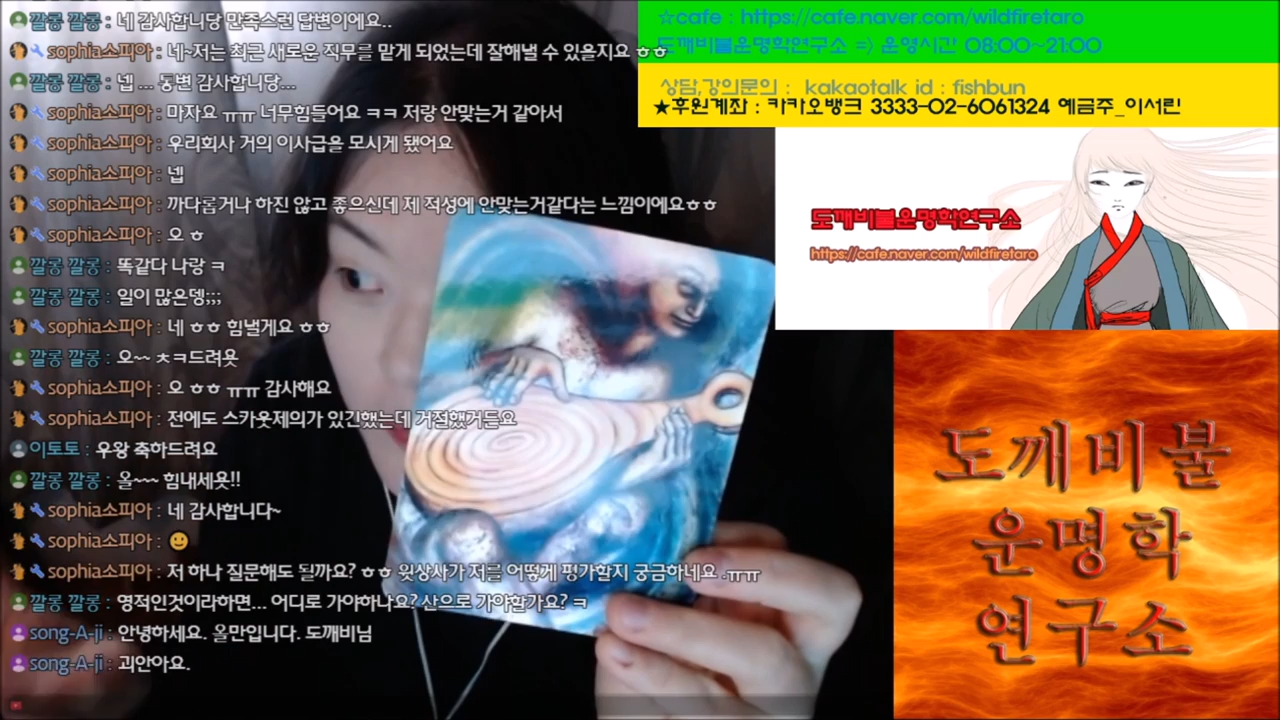 깔롱 깔롱 : 네 감사합니당 만족스런 답변이에요..
sophia소피아 : 네~저는 최근 새로운 직무를 맡게 되었는데 잘해낼 수 있을지요 ㅎㅎ
깔롱 깔롱 : 넵 ... 동변 감사합니당...
sophia소피아 : 마자요 ㅠㅠ 너무힘들어요 ㅋㅋ 저랑 안맞는거 같아서
sophia소피아 : 우리회사 거의 이사급을 모시게 됐어요
sophia소피아 : 넵
sophia소피아 : 까다롭거나 하진 않고 좋으신데 제 적성에 안맞는거같다는 느낌이에요ㅎㅎ
sophia소피아 : 오 ㅎ
깔롱 깔롱 : 똑같다 나랑 ㅋ
깔롱 깔롱 : 일이 많은뎅;;;
sophia소피아 : 네 ㅎㅎ 힘낼게요 ㅎㅎ
깔롱 깔롱 : 오~~ ㅊㅋ드려욧
sophia소피아 : 오 ㅎㅎ ㅠㅠ 감사해요
sophia소피아 : 전에도 스카웃제의가 있긴했는데 거절했거든요
이토토 : 우왕 축하드려요
깔롱 깔롱 : 올~~~ 힘내세욧!!
sophia소피아 : 네 감사합니다~
sophia소피아 : 🙂
sophia소피아 : 저 하나 질문해도 될까요? ㅎㅎ 윗상사가 저를 어떻게 평가할지 궁금하네요 .ㅠㅠ
깔롱 깔롱 : 영적인것이라하면... 어디로 가야하나요? 산으로 가야할가요? ㅋ
song-A-ji : 안녕하세요. 올만입니다. 도깨비님
song-A-ji : 괴안아요.
☆cafe : https://cafe.naver.com/wildfiretaro
도깨비불운명학연구소 => 운영시간 08:00~21:00
상담,강의문의 : kakaotalk id : fishbun
★후원계좌 : 카카오뱅크 3333-02-6061324 예금주_이서린
도깨비불운명학연구소
https://cafe.naver.com/wildfiretaro
도깨비불
운명학
연구소